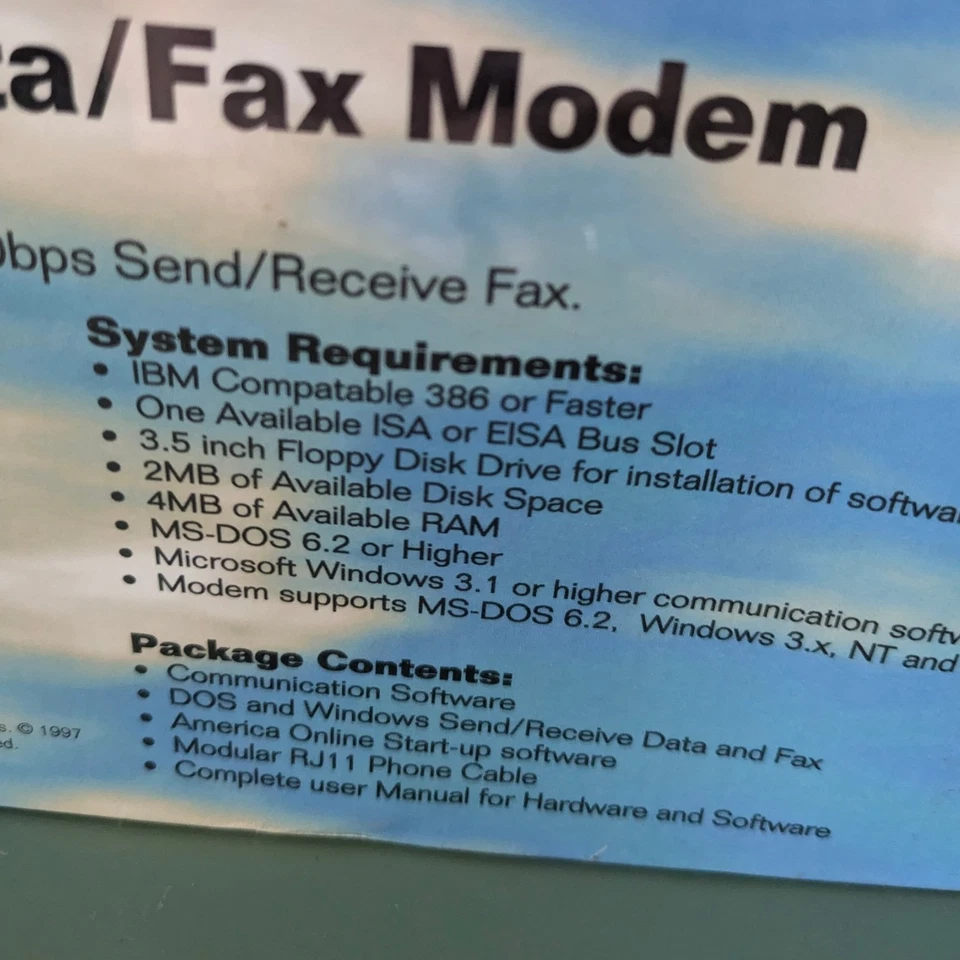 ta/Fax Modem
0bps Send/Receive Fax.
System Requirements:
• IBM Compatable 386 or Faster
• One Available ISA or EISA Bus Slot
• 3.5 inch Floppy Disk Drive for installation of softwa
• 2MB of Available Disk Space
• 4MB of Available RAM
• MS-DOS 6.2 or Higher
• Microsoft Windows 3.1 or higher communication softw
• Modem supports MS-DOS 6.2, Windows 3.x, NT and
Package Contents:
• Communication Software
• DOS and Windows Send/Receive Data and Fax
• America Online Start-up software
• Modular RJ11 Phone Cable
• Complete user Manual for Hardware and Software
s. © 1997
ed.